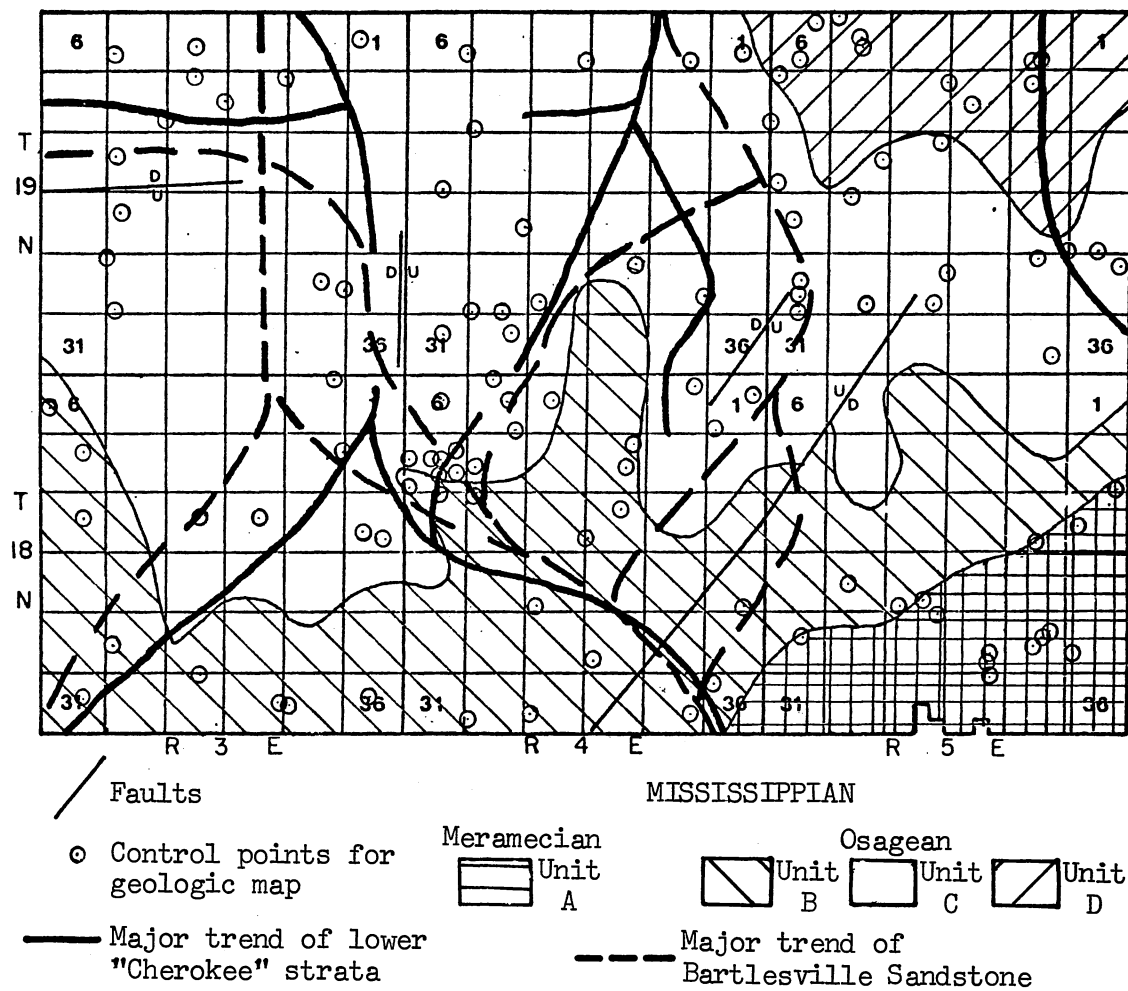 6 1 6 1 6 1
T
19
D
U
N
D U
D U
31 36 31 36 31 36
6 6 1 6 1
U
D
T
18
N
31 36 31 36 31 36
R 3 E R 4 E R 5 E
Faults
Control points for
geologic map
Major trend of lower
"Cherokee" strata
MISSISSIPPIAN
Meramecian
Unit
A
Osagean
Unit
B
Unit
C
Unit
D
Major trend of
Bartlesville Sandstone